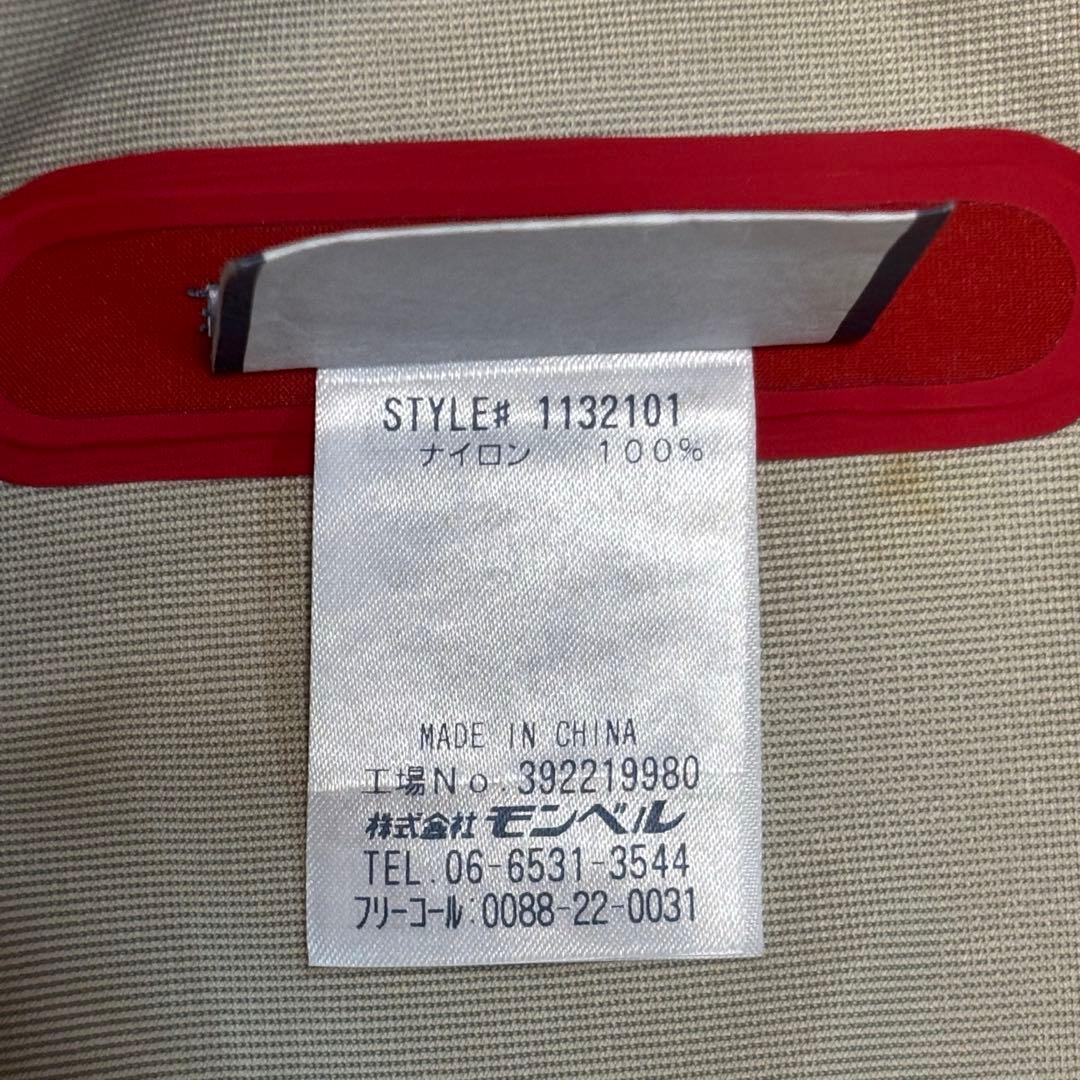 STYLE# 1132101
ナイロン 100%
MADE IN CHINA
工場No.392219980
株式会社モンベル
TEL.06-6531-3544
フリーコール:0088-22-0031